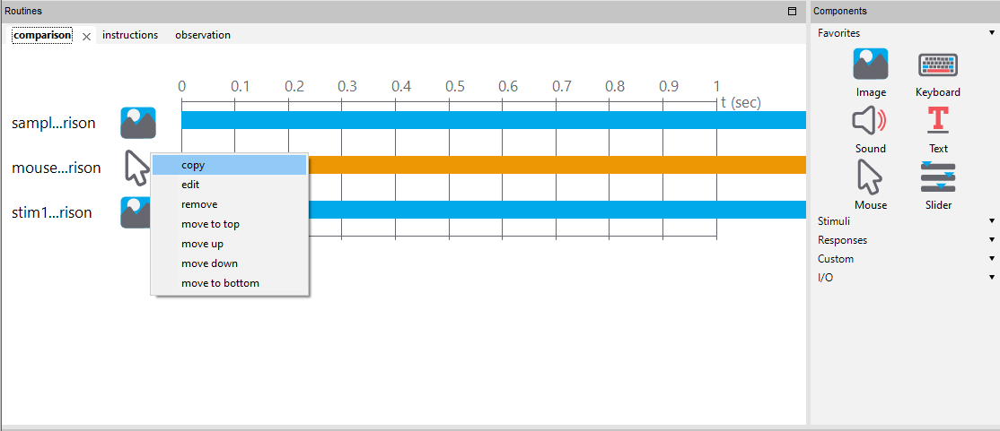 Routines
Components
comparison
instructions
observation
Favorites
0 0.1 0.2 0.3 0.4 0.5 0.6 0.7 0.8 0.9 1
t (sec)
Image
Keyboard
sampl...rison
Sound
T
Text
mouse...rison
copy
edit
remove
move to top
move up
move down
move to bottom
Mouse
Slider
stim1...rison
Stimuli
Responses
Custom
I/O